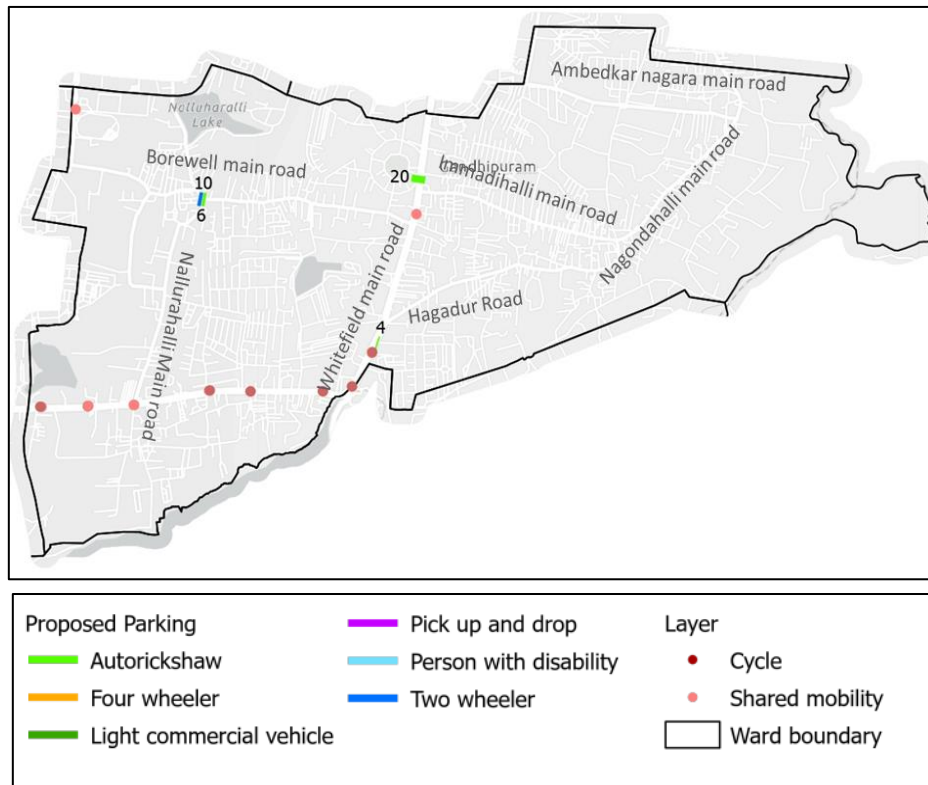 Ambedkar nagara main road
Nalluharalli
Lake
Borewell main road
Gandhipuram
Immadihalli main road
20
10
6
Nagondahalli main road
Nallurahalli Main road
Whitefield main road
Hagadur Road
4
Proposed Parking
Autorickshaw
Four wheeler
Light commercial vehicle
Pick up and drop
Person with disability
Two wheeler
Layer
Cycle
Shared mobility
Ward boundary